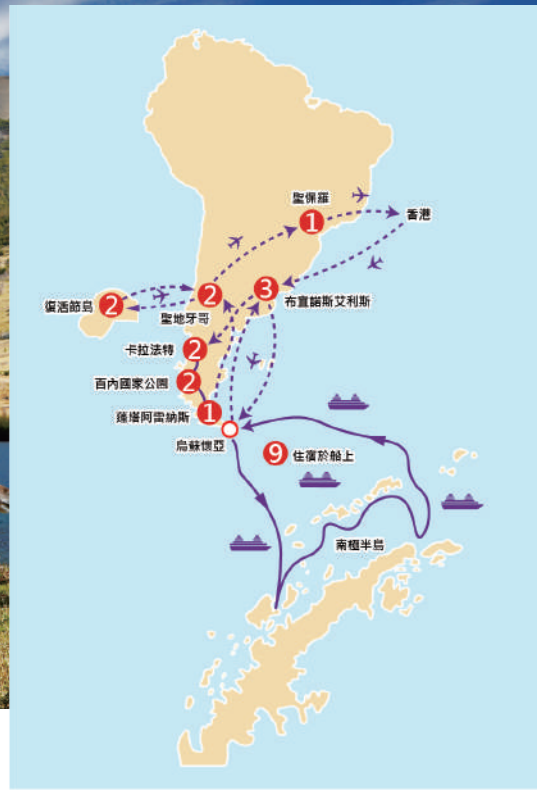 聖保羅
1
香港
復活節島
2
2
聖地牙哥
3
布宜諾斯艾利斯
卡拉法特
2
百內國家公園
2
蓬塔阿雷納斯
1
烏蘇懷亞
9
住宿於船上
南極半島